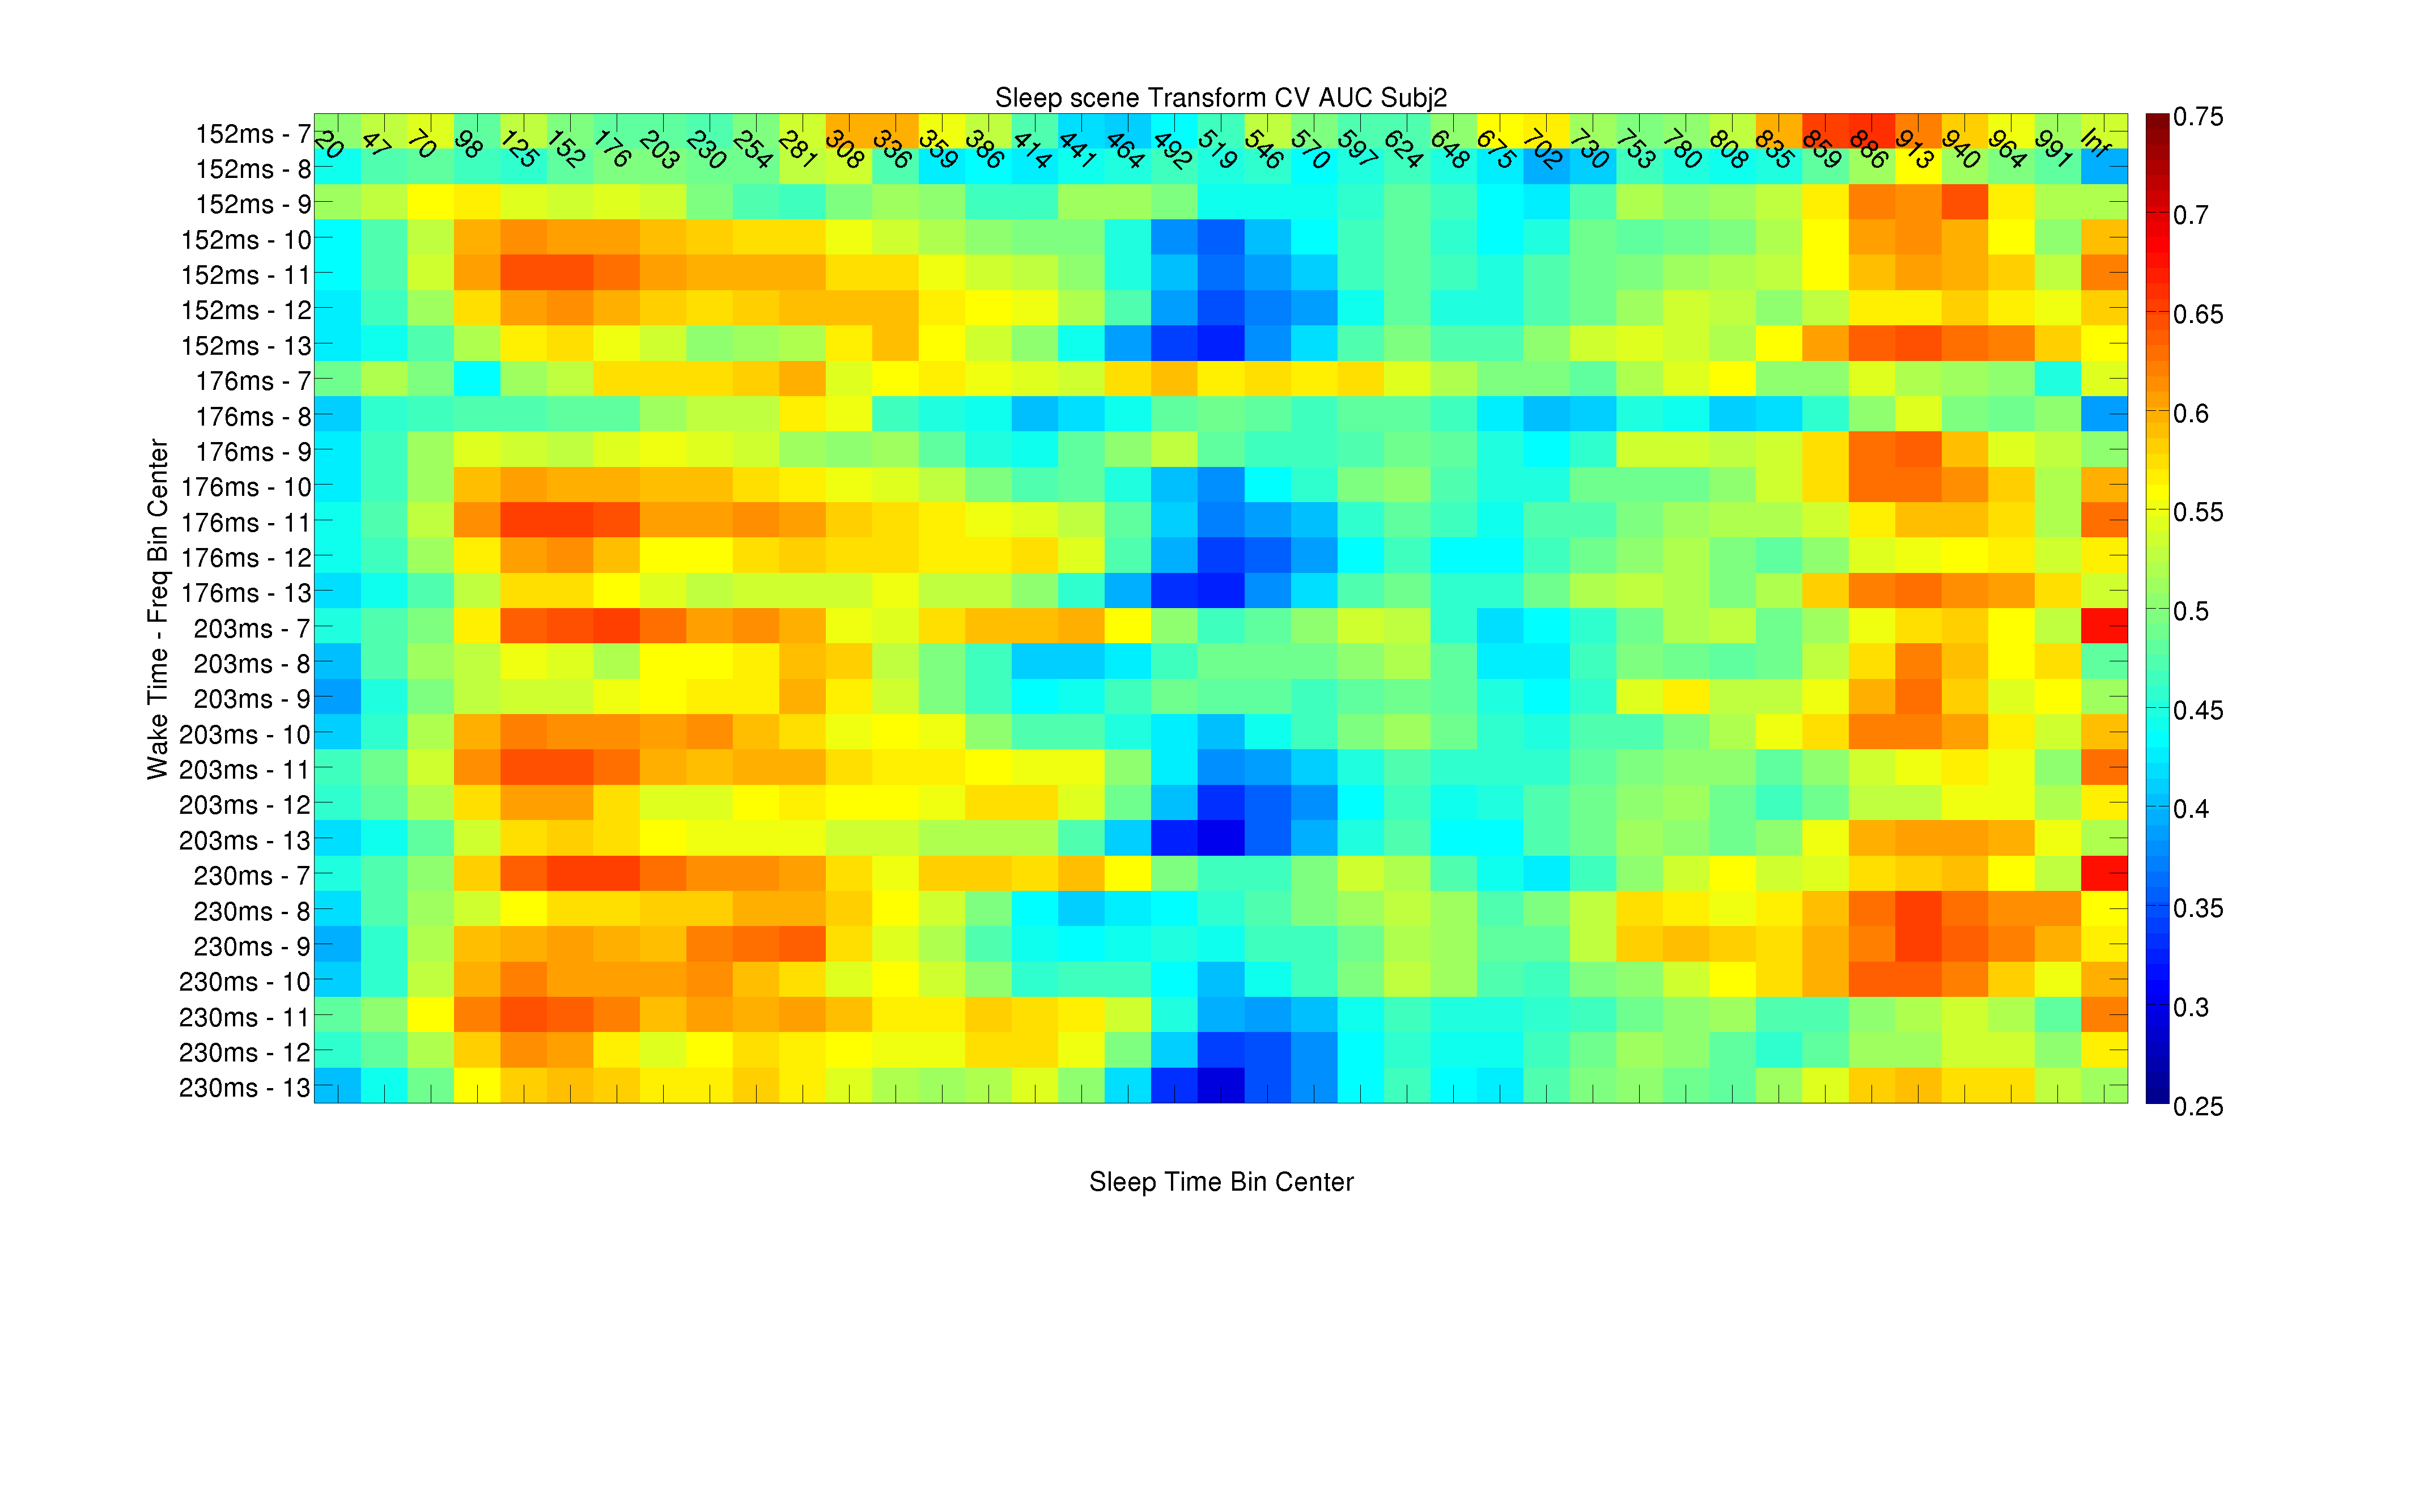 Sleep scene Transform CV AUC Subj2
Wake Time - Freq Bin Center
152ms - 7
152ms - 8
152ms - 9
152ms - 10
152ms - 11
152ms - 12
152ms - 13
176ms - 7
176ms - 8
176ms - 9
176ms - 10
176ms - 11
176ms - 12
176ms - 13
203ms - 7
203ms - 8
203ms - 9
203ms - 10
203ms - 11
203ms - 12
203ms - 13
230ms - 7
230ms - 8
230ms - 9
230ms - 10
230ms - 11
230ms - 12
230ms - 13
20 47 70 98 125 152 176 203 230 254 281 308 336 359 386 414 441 464 492 519 546 570 597 624 648 675 702 730 753 780 808 835 859 886 913 940 964 991 Inf
0.75
0.7
0.65
0.6
0.55
0.5
0.45
0.4
0.35
0.3
0.25
Sleep Time Bin Center